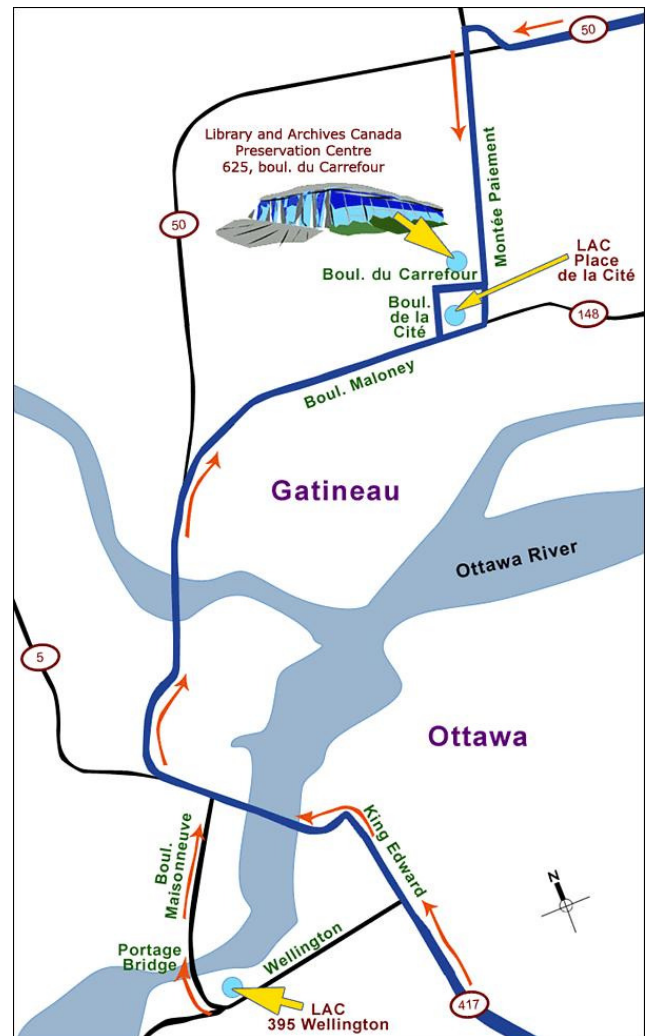 50
Library and Archives Canada
Preservation Centre
625, boul. du Carrefour
Montée Paiement
50
LAC
Place
de la Cité
Boul. du Carrefour
Boul.
de la
Cité
148
Boul. Maloney
Gatineau
Ottawa River
5
Ottawa
King Edward
Boul.
Maisonneuve
N
Portage
Bridge
Wellington
LAC
395 Wellington
417